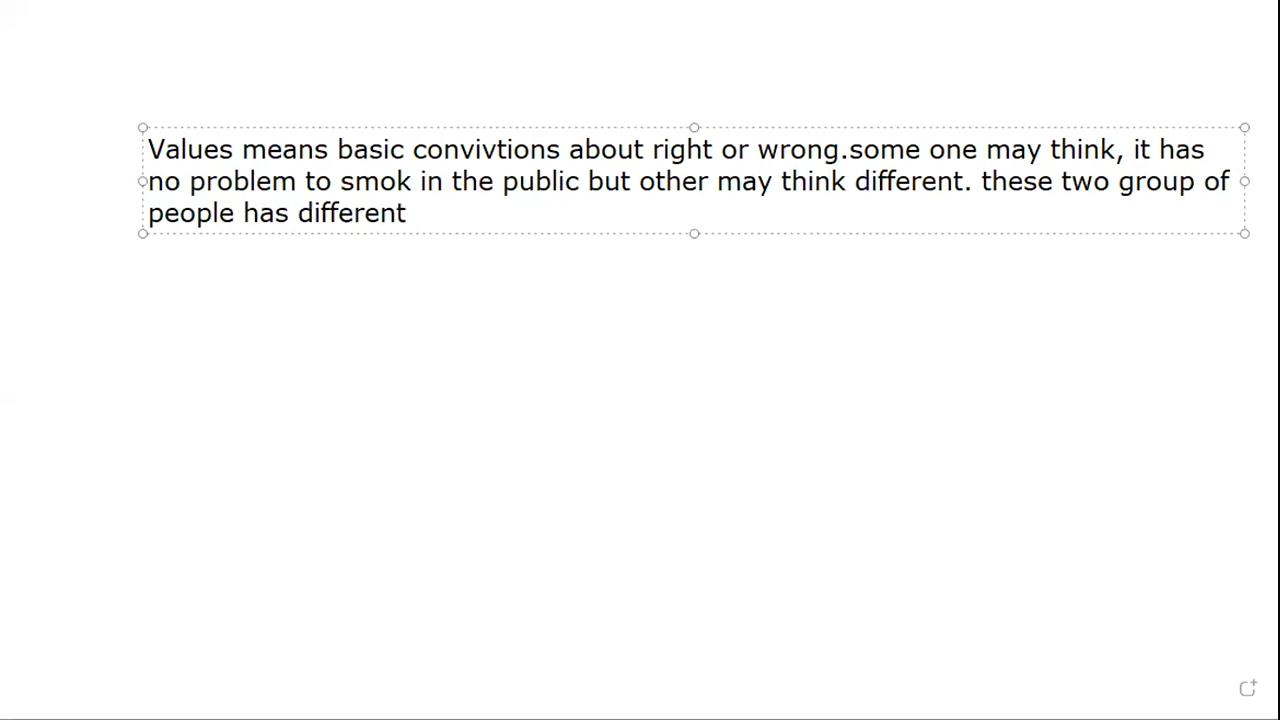 Values means basic convivtions about right or wrong.some one may think, it has
no problem to smok in the public but other may think different. these two group of
people has different